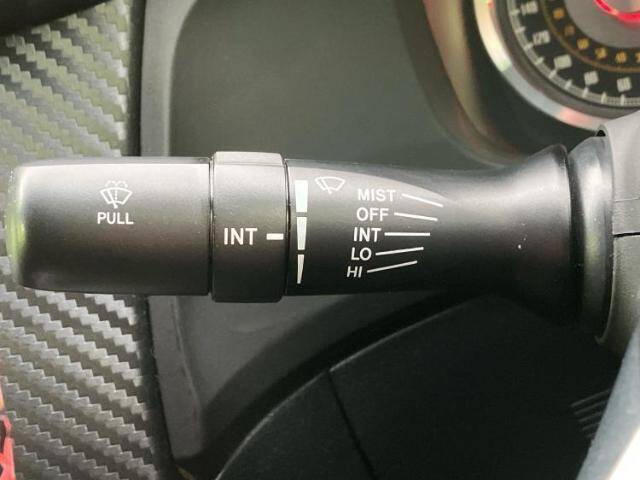 PULL
INT
MIST
OFF
INT
LO
HI